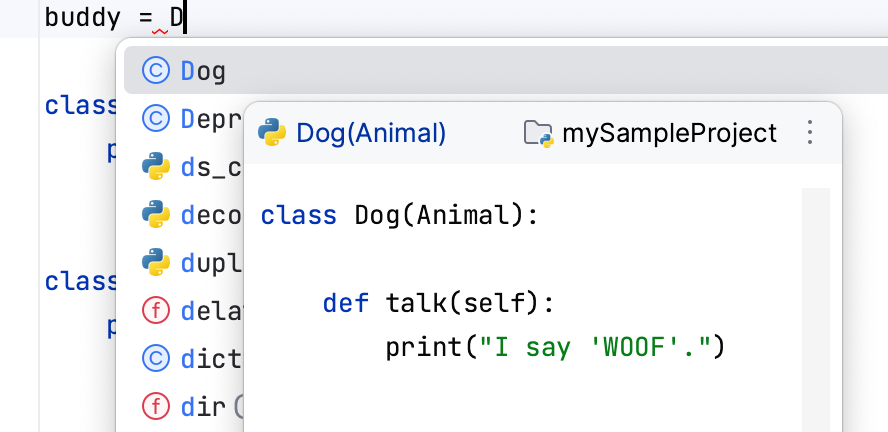 buddy = D
Dog
class
Depr
Dog(Animal) mySampleProject
p
ds_c
deco
class Dog(Animal):
dupl
class
def talk(self):
dela
p
print("I say 'WOOF'.")
dict
dir(